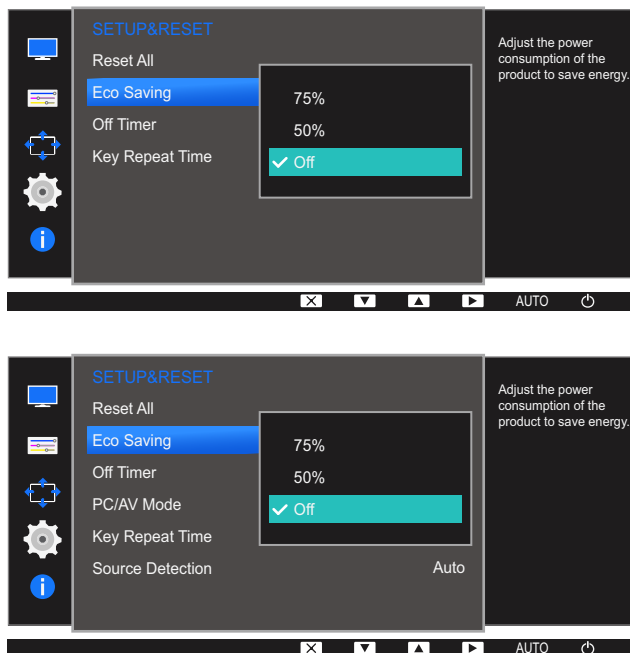 SETUP&RESET
Reset All
Eco Saving
Off Timer
Key Repeat Time
75%
50%
Off
Adjust the power
consumption of the
product to save energy.
AUTO
SETUP&RESET
Reset All
Eco Saving
Off Timer
PC/AV Mode
Key Repeat Time
Source Detection
Auto
75%
50%
Off
Adjust the power
consumption of the
product to save energy.
AUTO